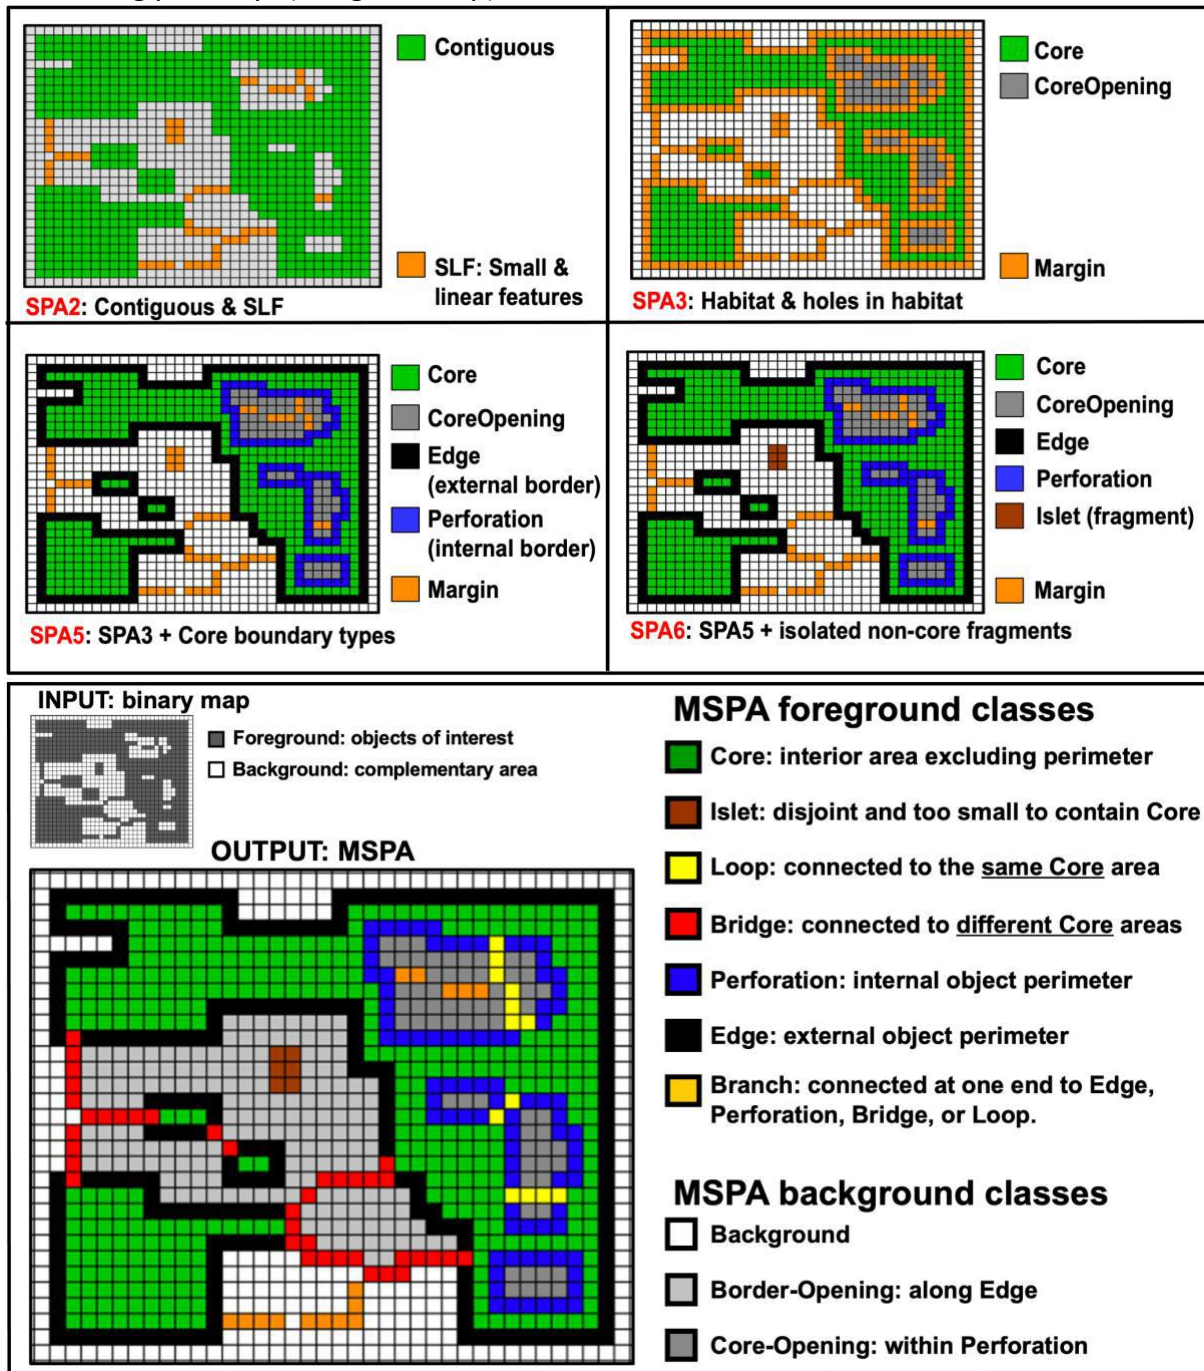 Contiguous
SLF: Small &
linear features
SPA2: Contiguous & SLF
Core
CoreOpening
Margin
SPA3: Habitat & holes in habitat
Core
CoreOpening
Edge
(external border)
Perforation
(internal border)
Margin
SPA5: SPA3 + Core boundary types
Core
CoreOpening
Edge
Perforation
Islet (fragment)
Margin
SPA6: SPA5 + isolated non-core fragments
INPUT: binary map
Foreground: objects of interest
Background: complementary area
OUTPUT: MSPA
MSPA foreground classes
Core: interior area excluding perimeter
Islet: disjoint and too small to contain Core
Loop: connected to the same Core area
Bridge: connected to different Core areas
Perforation: internal object perimeter
Edge: external object perimeter
Branch: connected at one end to Edge,
Perforation, Bridge, or Loop.
MSPA background classes
Background
Border-Opening: along Edge
Core-Opening: within Perforation